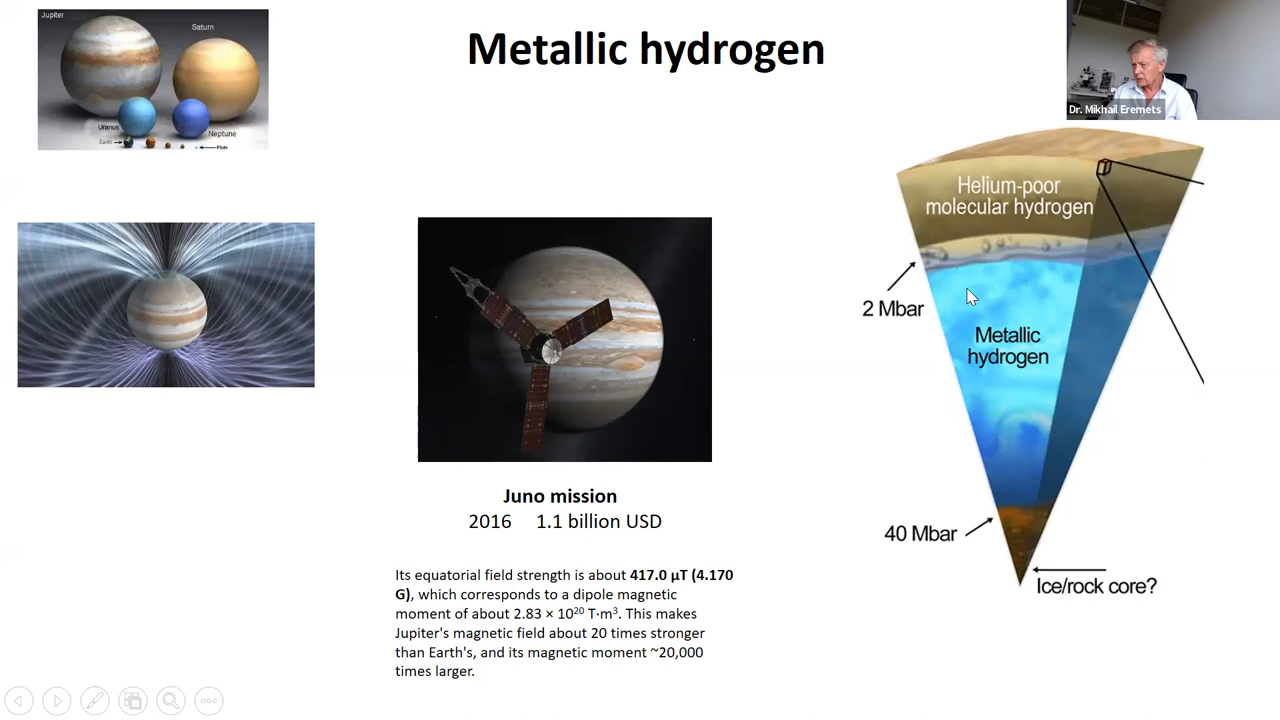 Metallic hydrogen
Jupiter
Saturn
Uranus
Neptune
Earth
Pluto
Dr. Mikhail Eremets
Helium-poor
molecular hydrogen
2 Mbar
Metallic
hydrogen
40 Mbar
Ice/rock core?
Juno mission
2016 1.1 billion USD
Its equatorial field strength is about 417.0 µT (4.170
G), which corresponds to a dipole magnetic
moment of about 2.83 × 10²⁰ T·m³. This makes
Jupiter's magnetic field about 20 times stronger
than Earth's, and its magnetic moment ~20,000
times larger.